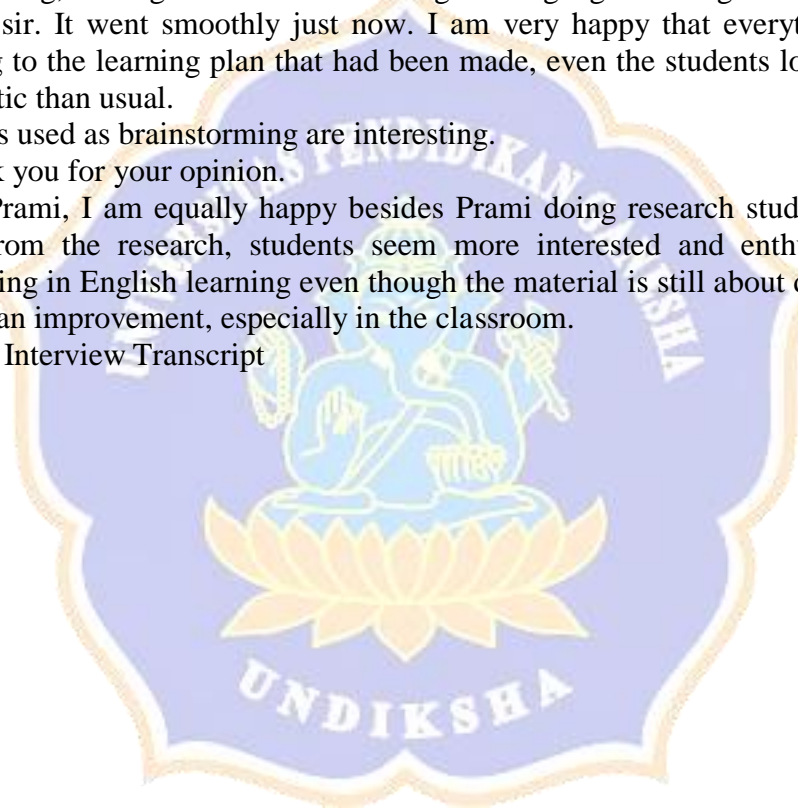 sir. It went smoothly just now. I am very happy that everyt
g to the learning plan that had been made, even the students lo
tic than usual.
s used as brainstorming are interesting.
k you for your opinion.
Prami, I am equally happy besides Prami doing research stud
rom the research, students seem more interested and enth
ing in English learning even though the material is still about
an improvement, especially in the classroom.
Interview Transcript
UNIVERSITAS PENDIDIKAN GANESHA
UNDIKSHA